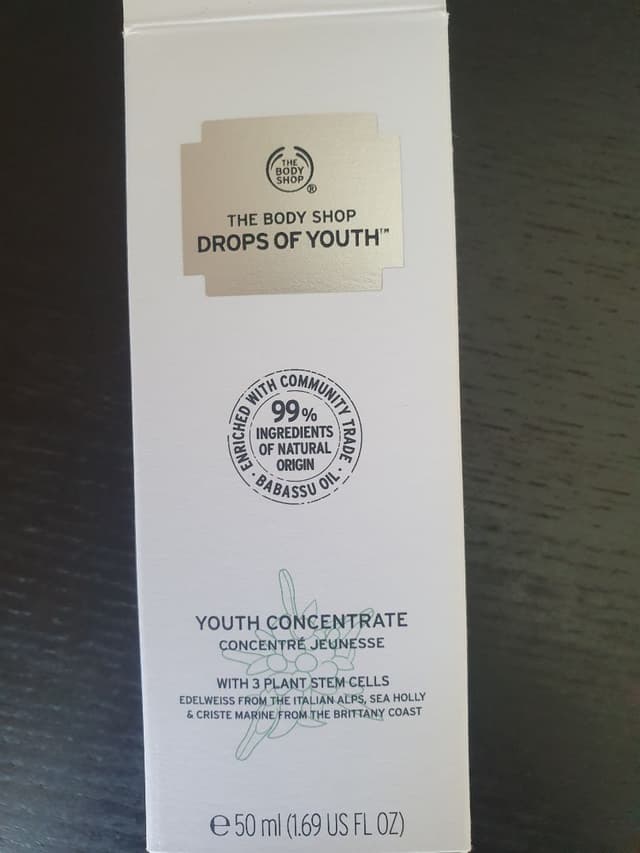 THE
BODY
SHOP
®
THE BODY SHOP
DROPS OF YOUTH™
ENRICHED WITH COMMUNITY TRADE
99%
INGREDIENTS
OF NATURAL
ORIGIN
· BABASSU OIL ·
YOUTH CONCENTRATE
CONCENTRÉ JEUNESSE
WITH 3 PLANT STEM CELLS
EDELWEISS FROM THE ITALIAN ALPS, SEA HOLLY
& CRISTE MARINE FROM THE BRITTANY COAST
℮ 50 ml (1.69 US FL OZ)